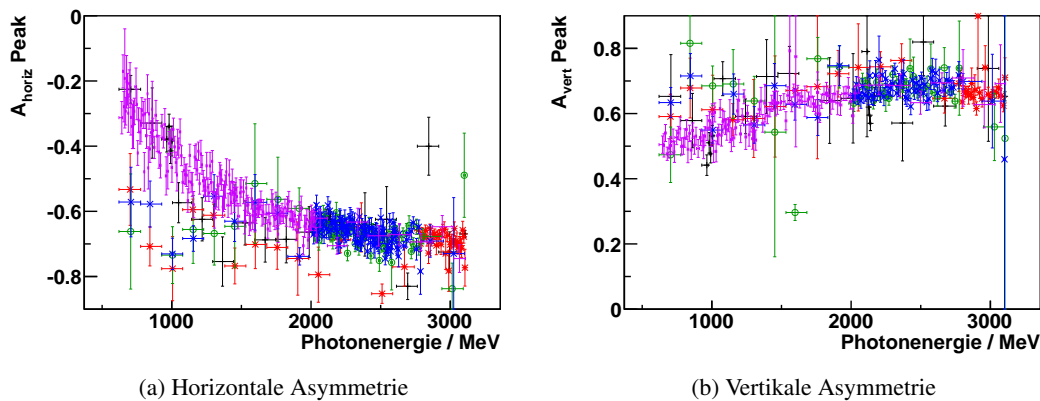 A_horiz Peak
0
-0.2
-0.4
-0.6
-0.8
1000 2000 3000
Photonenergie / MeV
(a) Horizontale Asymmetrie
A_vert Peak
0.8
0.6
0.4
0.2
0
1000 2000 3000
Photonenergie / MeV
(b) Vertikale Asymmetrie